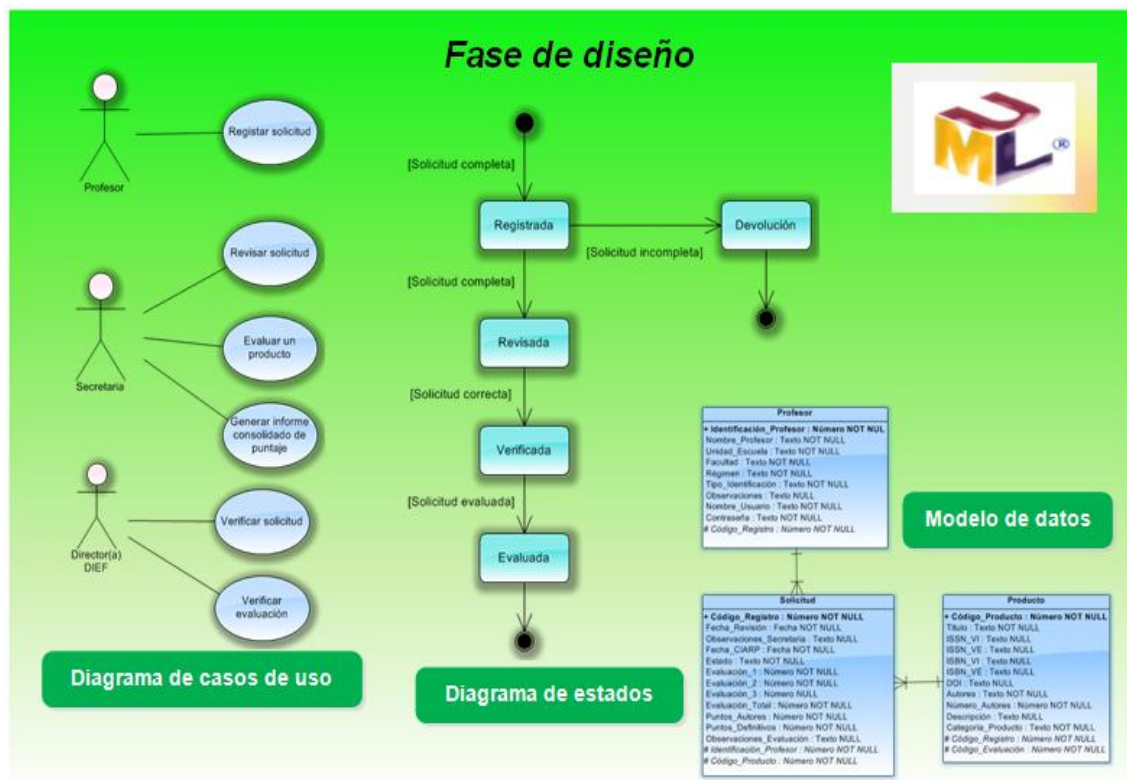 Fase de diseño
Profesor
Registar solicitud
Revisar solicitud
Secretaria
Evaluar un
producto
Generar informe
consolidado de
puntaje
Director(a)
DIEF
Verificar solicitud
Verificar
evaluación
Diagrama de casos de uso
[Solicitud completa]
Registrada
[Solicitud incompleta]
Devolución
[Solicitud completa]
Revisada
[Solicitud correcta]
Verificada
[Solicitud evaluada]
Evaluada
Diagrama de estados
UML ®
Profesor
+ Identificación_Profesor : Número NOT NUL
Nombre_Profesor : Texto NOT NULL
Unidad_Escuela : Texto NOT NULL
Facultad : Texto NOT NULL
Régimen : Texto NOT NULL
Tipo_Identificación : Texto NOT NULL
Observaciones : Texto NOT NULL
Nombre_Usuario : Texto NOT NULL
Contraseña : Texto NOT NULL
# Código_Registro : Número NOT NULL
Modelo de datos
Solicitud
+ Código_Registro : Número NOT NULL
Fecha_Revisión : Fecha NOT NULL
Observaciones_Secretaria : Texto NOT NULL
Fecha_CIARP : Fecha NOT NULL
Estado : Texto NOT NULL
Evaluación_1 : Número NOT NULL
Evaluación_2 : Número NOT NULL
Evaluación_3 : Número NULL
Evaluación_Total : Número NOT NULL
Puntos_Autores : Número NOT NULL
Puntos_Definitivos : Número NOT NULL
Observaciones_Evaluación : Texto NULL
# Identificación_Profesor : Número NOT NULL
# Código_Producto : Número NOT NULL
Producto
+ Código_Producto : Número NOT NULL
Título : Texto NOT NULL
ISSN_VI : Texto NULL
ISSN_VE : Texto NULL
ISBN_VI : Texto NULL
ISBN_VE : Texto NULL
DOI : Texto NULL
Autores : Texto NOT NULL
Número_Autores : Número NOT NULL
Descripción : Texto NULL
Categoría_Producto : Texto NOT NULL
# Código_Registro : Número NOT NULL
# Código_Evaluación : Número NOT NULL